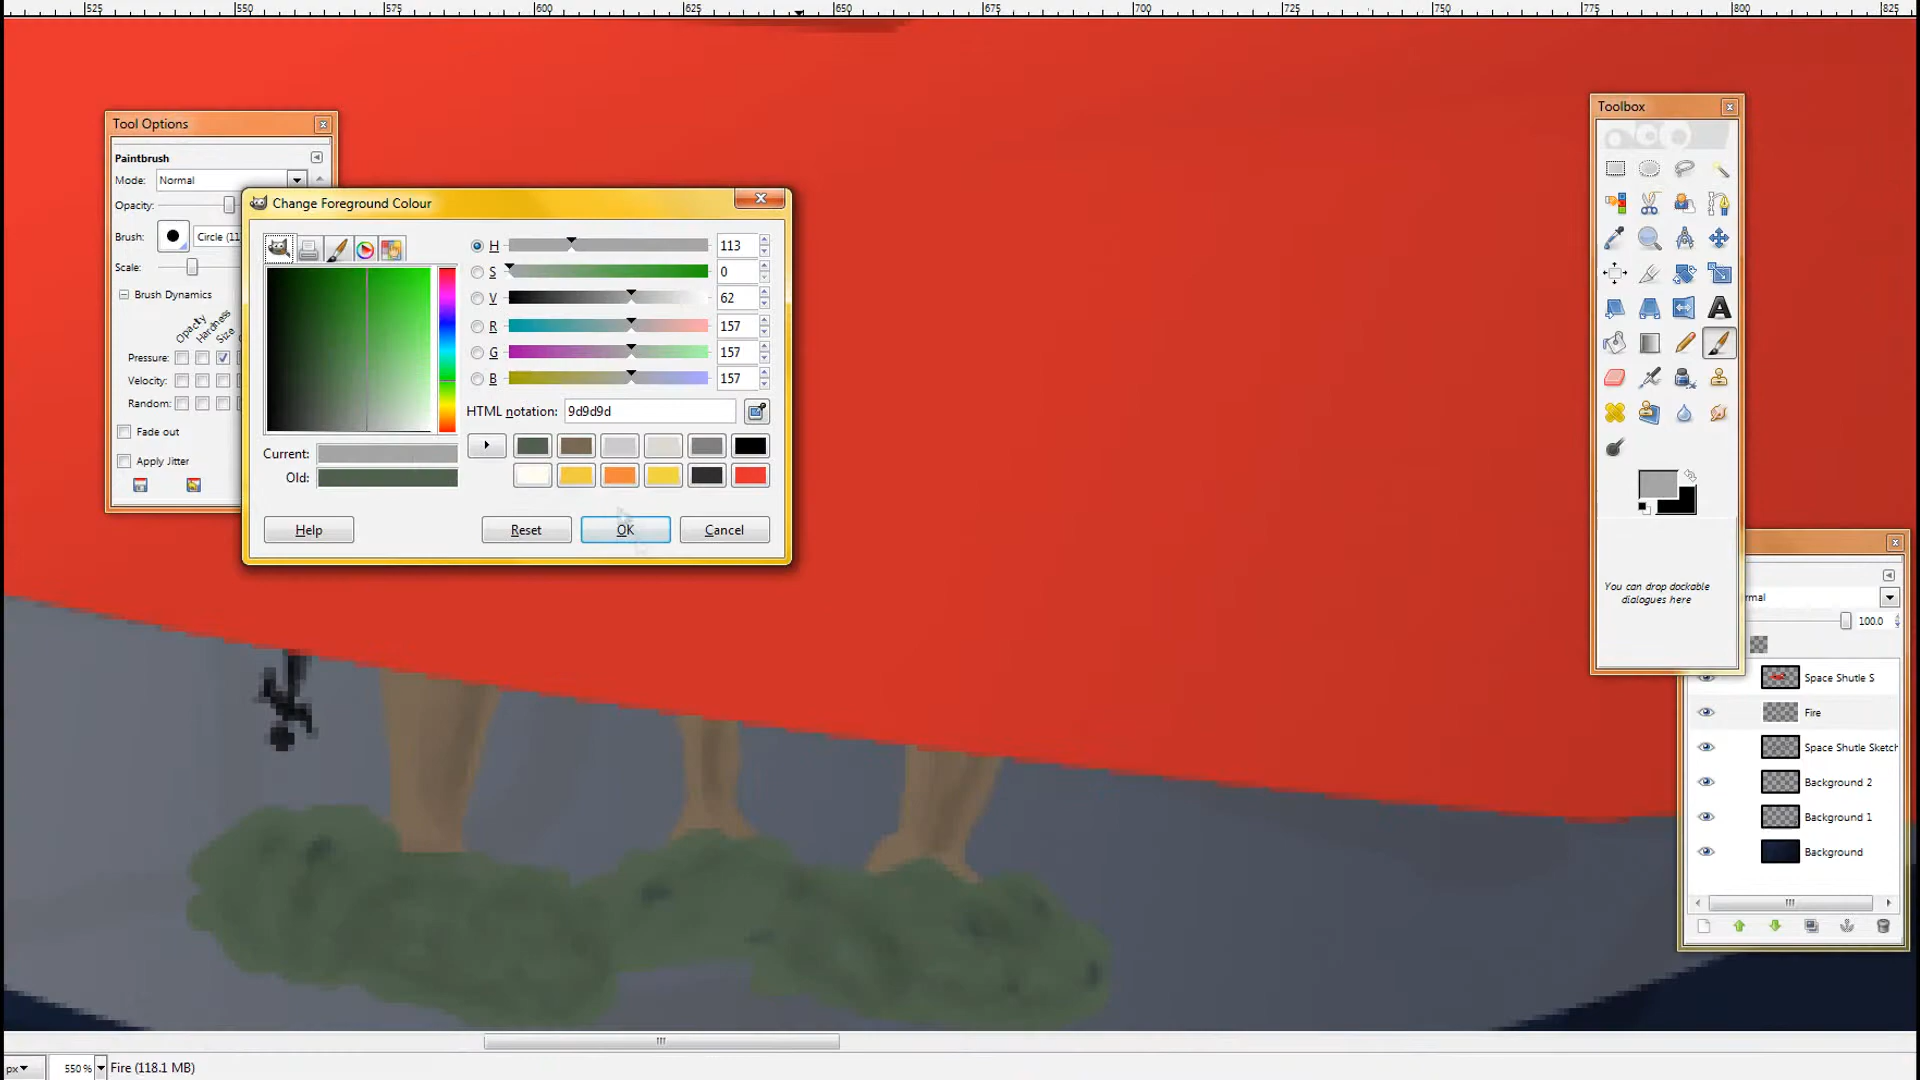 525 550 575 600 625 650 675 700 725 750 775 800 825
Tool Options
Paintbrush
Mode: Normal
Opacity:
Brush: Circle (11
Scale:
Brush Dynamics
Opacity Hardness Size
Pressure:
Velocity:
Random:
Fade out
Apply Jitter
Change Foreground Colour
H 113
S 0
V 62
R 157
G 157
B 157
HTML notation: 9d9d9d
Current:
Old:
Help Reset OK Cancel
Toolbox
You can drop dockable
dialogues here
rmal
100.0
Space Shutle S
Fire
Space Shutle Sketch
Background 2
Background 1
Background
px 550 % Fire (118.1 MB)